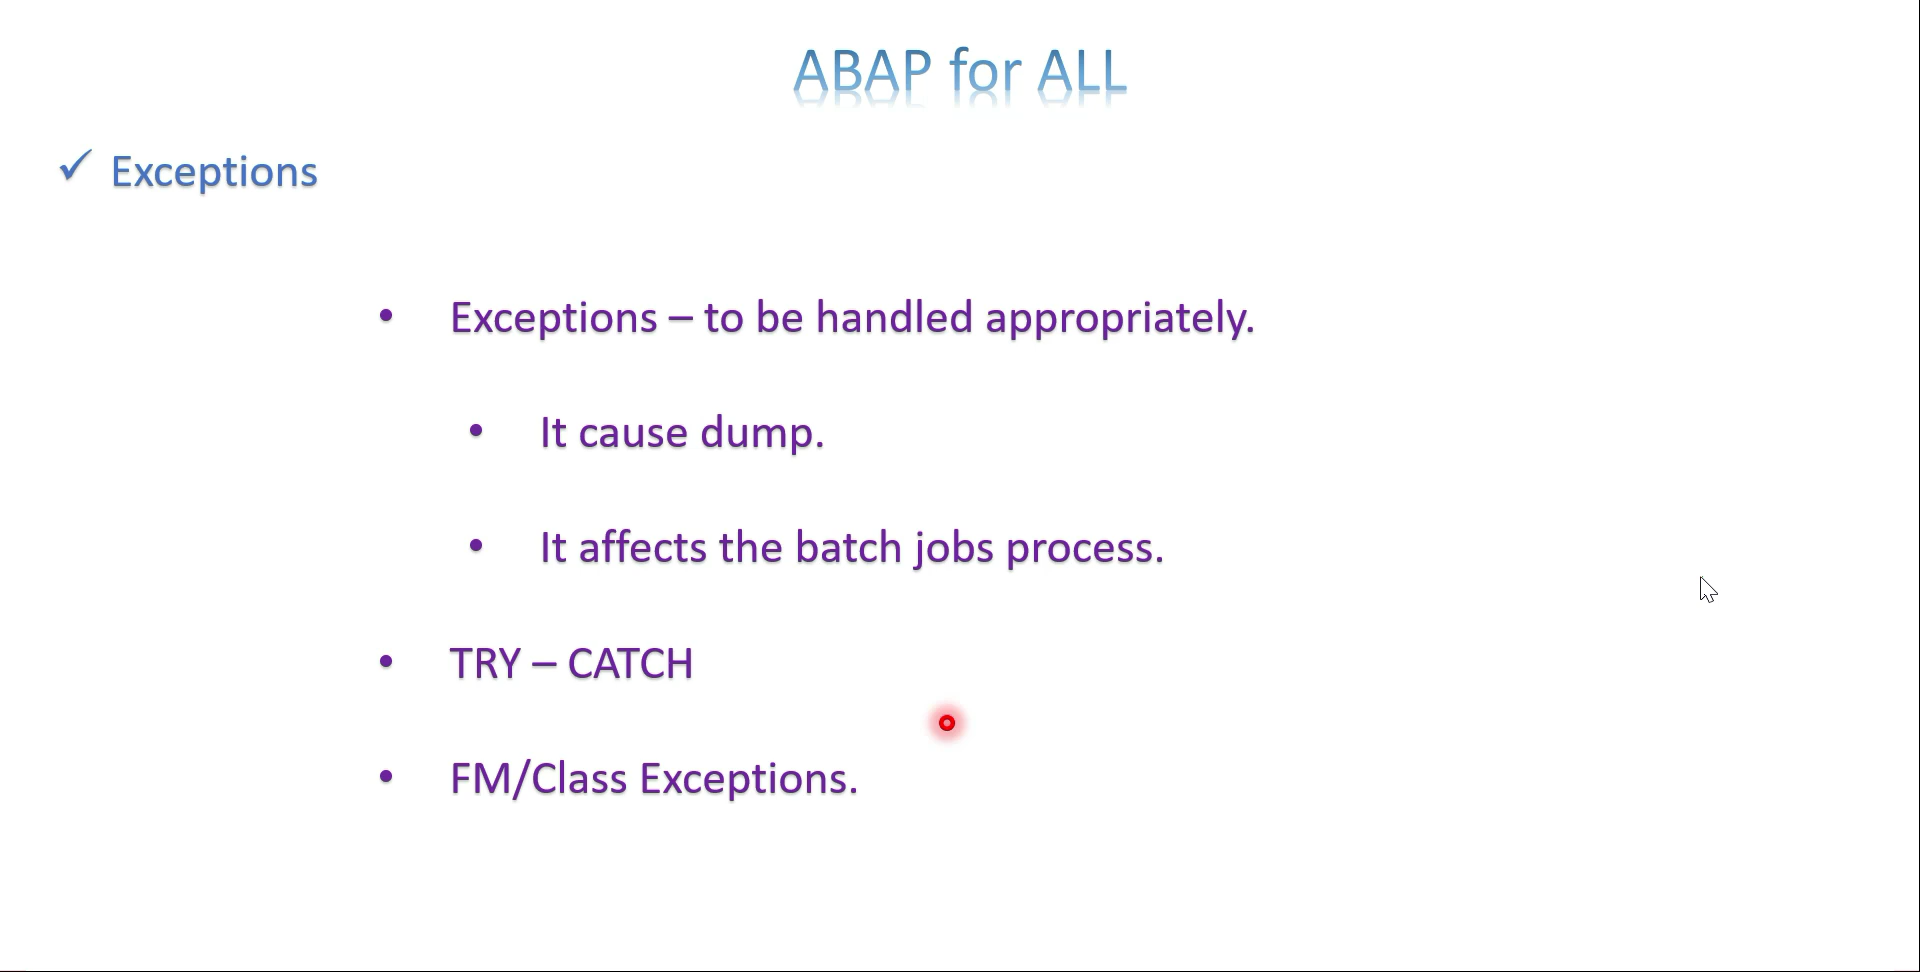 ABAP for ALL
✓ Exceptions
• Exceptions – to be handled appropriately.
• It cause dump.
• It affects the batch jobs process.
• TRY – CATCH
• FM/Class Exceptions.